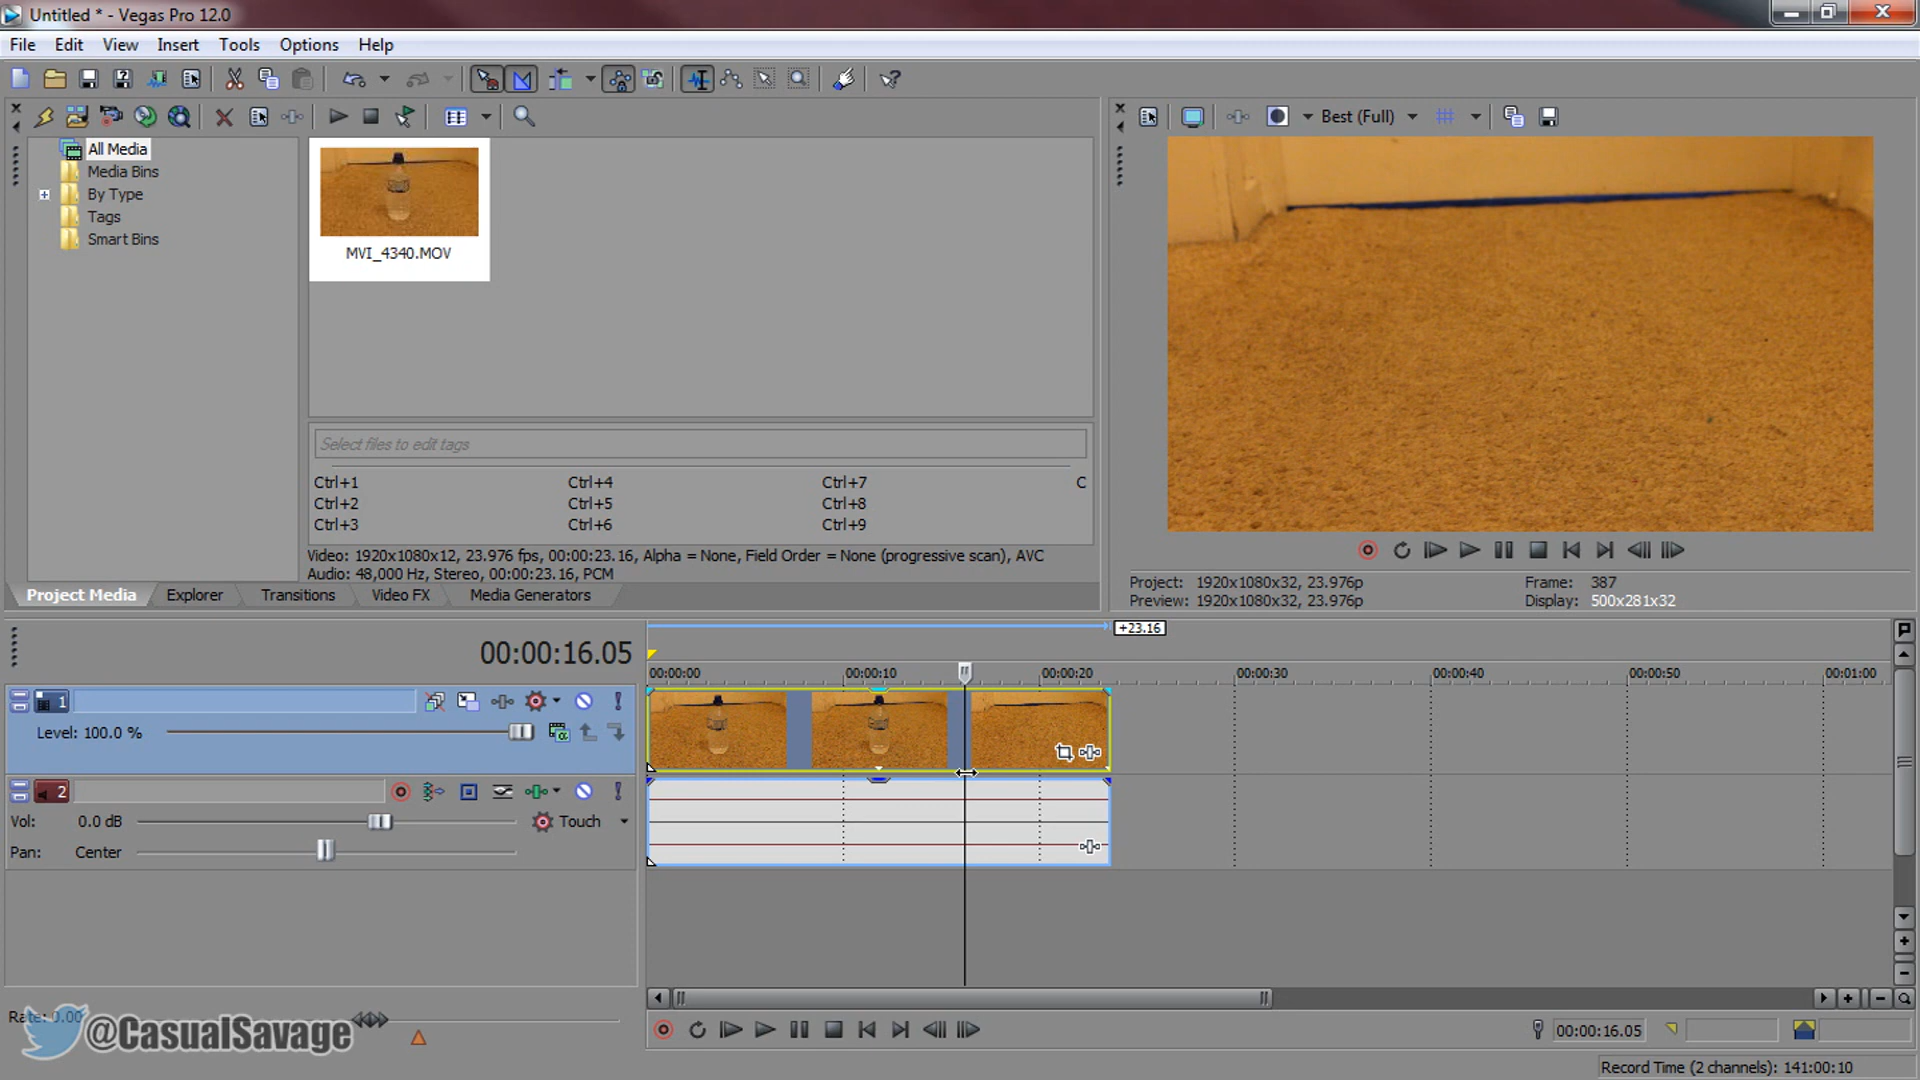 Untitled * - Vegas Pro 12.0
File Edit View Insert Tools Options Help
Best (Full)
All Media
Media Bins
By Type
Tags
Smart Bins
MVI_4340.MOV
Select files to edit tags
Ctrl+1 Ctrl+4 Ctrl+7 C
Ctrl+2 Ctrl+5 Ctrl+8
Ctrl+3 Ctrl+6 Ctrl+9
Video: 1920x1080x12, 23.976 fps, 00:00:23.16, Alpha = None, Field Order = None (progressive scan), AVC
Audio: 48,000 Hz, Stereo, 00:00:23.16, PCM
Project Media Explorer Transitions Video FX Media Generators
Project: 1920x1080x32, 23.976p Frame: 387
Preview: 1920x1080x32, 23.976p Display: 500x281x32
+23.16
00:00:16.05
00:00:00 00:00:10 00:00:20 00:00:30 00:00:40 00:00:50 00:01:00
1
Level: 100.0 %
2
Vol: 0.0 dB Touch
Pan: Center
Rate: 0.00
@CasualSavage
00:00:16.05
Record Time (2 channels): 141:00:10